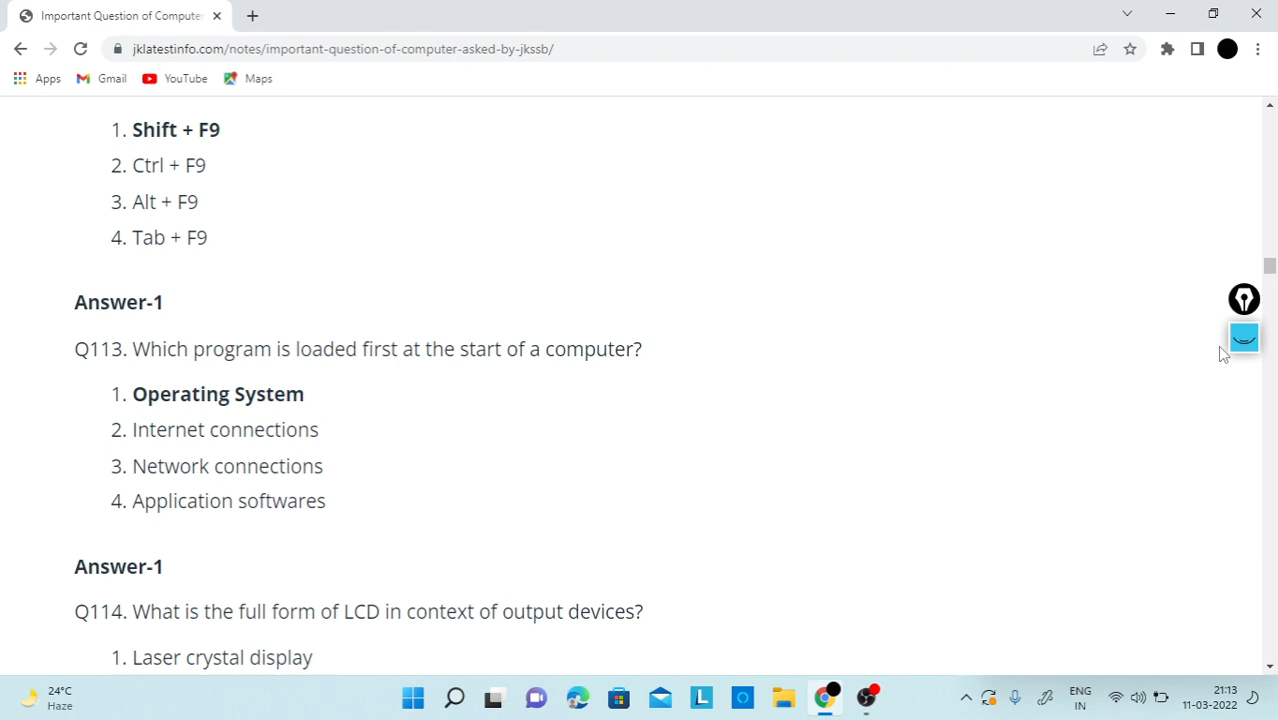 Important Question of Computer
jklatestinfo.com/notes/important-question-of-computer-asked-by-jkssb/
Apps
Gmail
YouTube
Maps
1. Shift + F9
2. Ctrl + F9
3. Alt + F9
4. Tab + F9
Answer-1
Q113. Which program is loaded first at the start of a computer?
1. Operating System
2. Internet connections
3. Network connections
4. Application softwares
Answer-1
Q114. What is the full form of LCD in context of output devices?
1. Laser crystal display
24°C
Haze
L
ENG
IN
21:13
11-03-2022